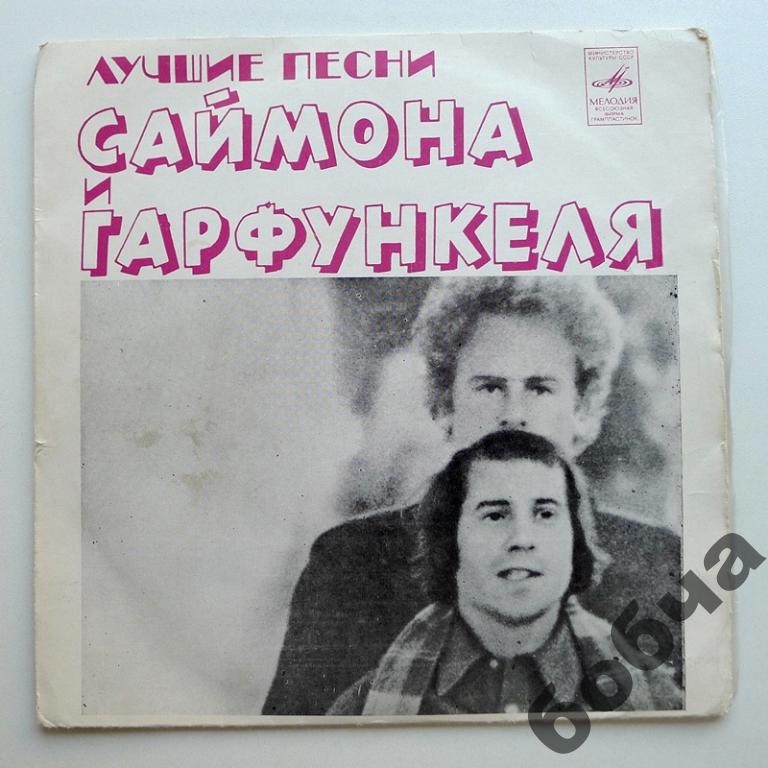 ЛУЧШИЕ ПЕСНИ
САЙМОНА
И
ГАРФУНКЕЛЯ
МИНИСТЕРСТВО
КУЛЬТУРЫ СССР
МЕЛОДИЯ
ВСЕСОЮЗНАЯ
ФИРМА
ГРАМПЛАСТИНОК
бобча